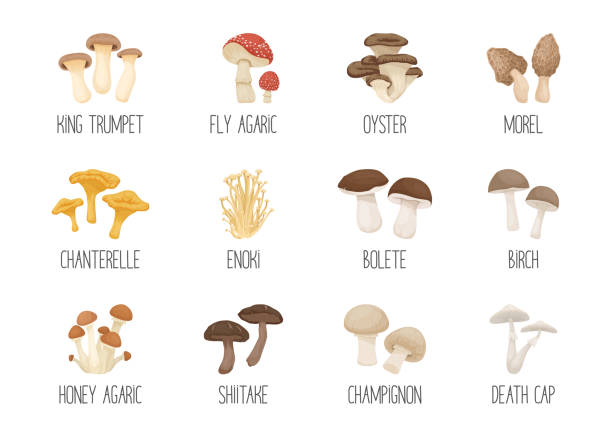 KING TRUMPET
FLY AGARIC
OYSTER
MOREL
CHANTERELLE
ENOKI
BOLETE
BIRCH
HONEY AGARIC
SHIITAKE
CHAMPIGNON
DEATH CAP